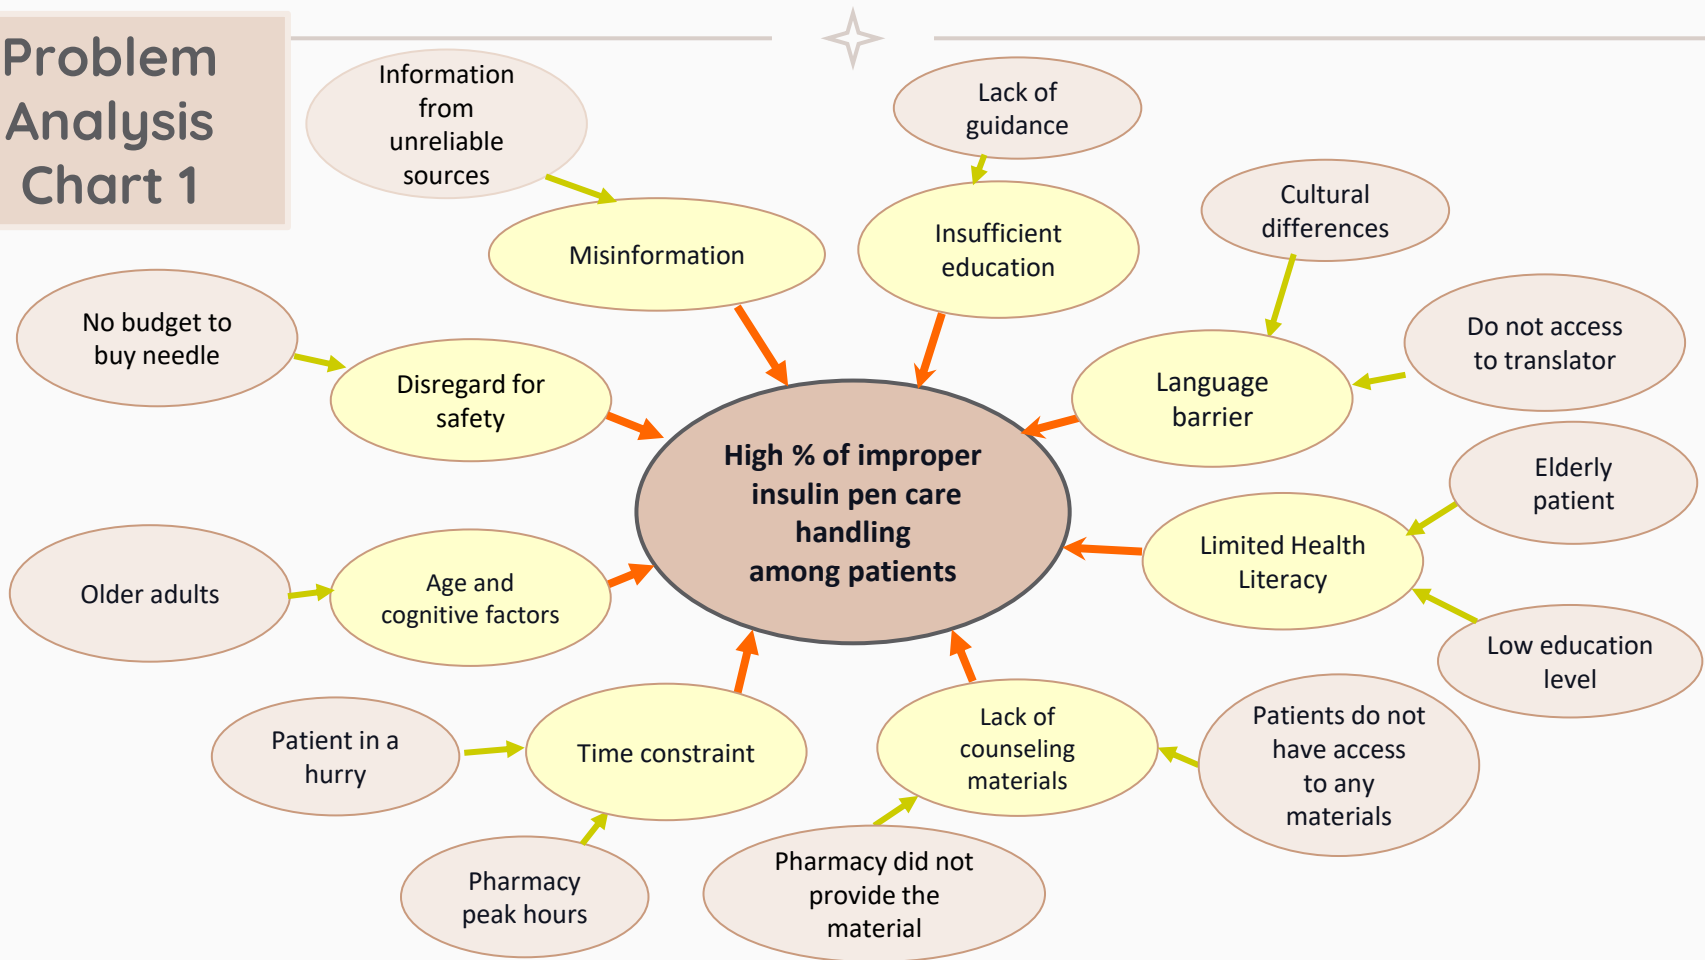 Problem
Analysis
Chart 1
Information
from
unreliable
sources
Lack of
guidance
Cultural
differences
Misinformation
Insufficient
education
No budget to
buy needle
Disregard for
safety
Language
barrier
Do not access
to translator
High % of improper
insulin pen care
handling
among patients
Elderly
patient
Limited Health
Literacy
Low education
level
Older adults
Age and
cognitive factors
Patient in a
hurry
Time constraint
Lack of
counseling
materials
Patients do not
have access
to any
materials
Pharmacy
peak hours
Pharmacy did not
provide the
material